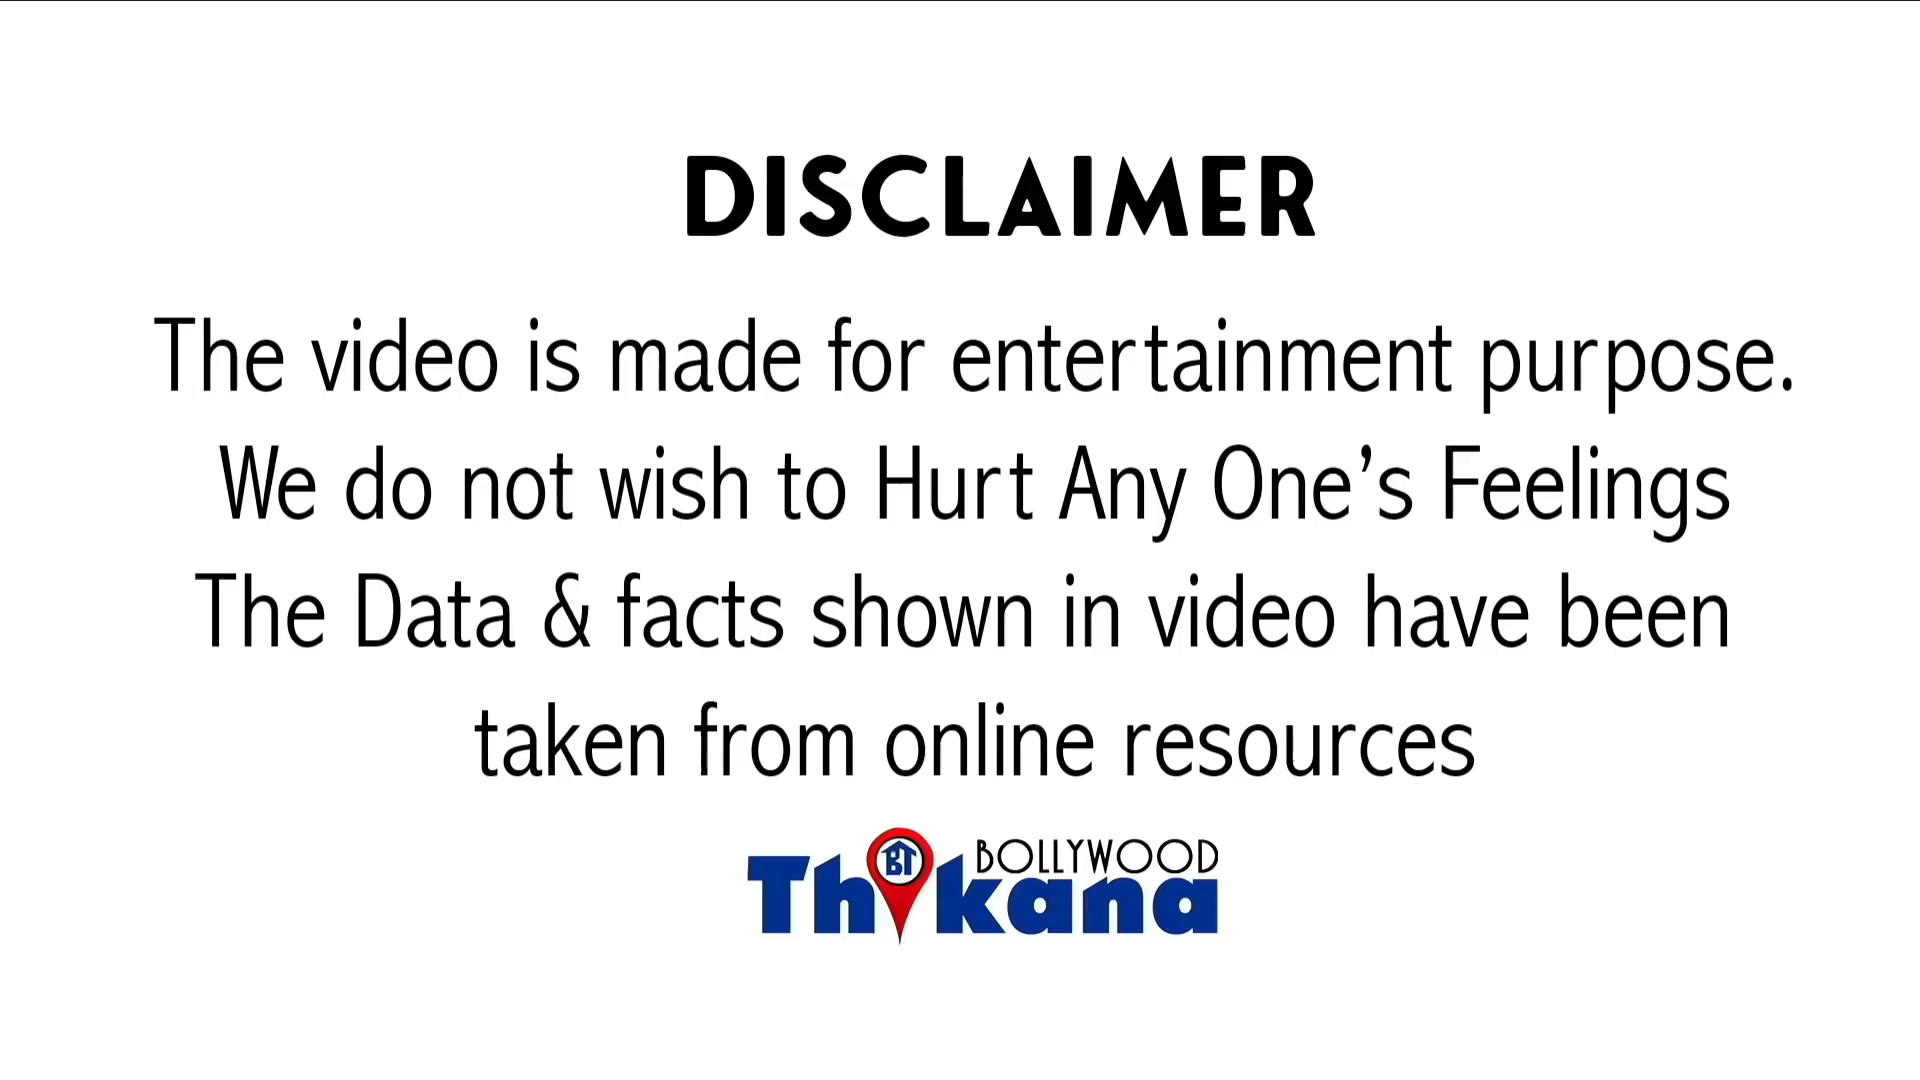 DISCLAIMER
The video is made for entertainment purpose.
We do not wish to Hurt Any One’s Feelings
The Data & facts shown in video have been
taken from online resources
BOLLYWOOD
BT
Thikana